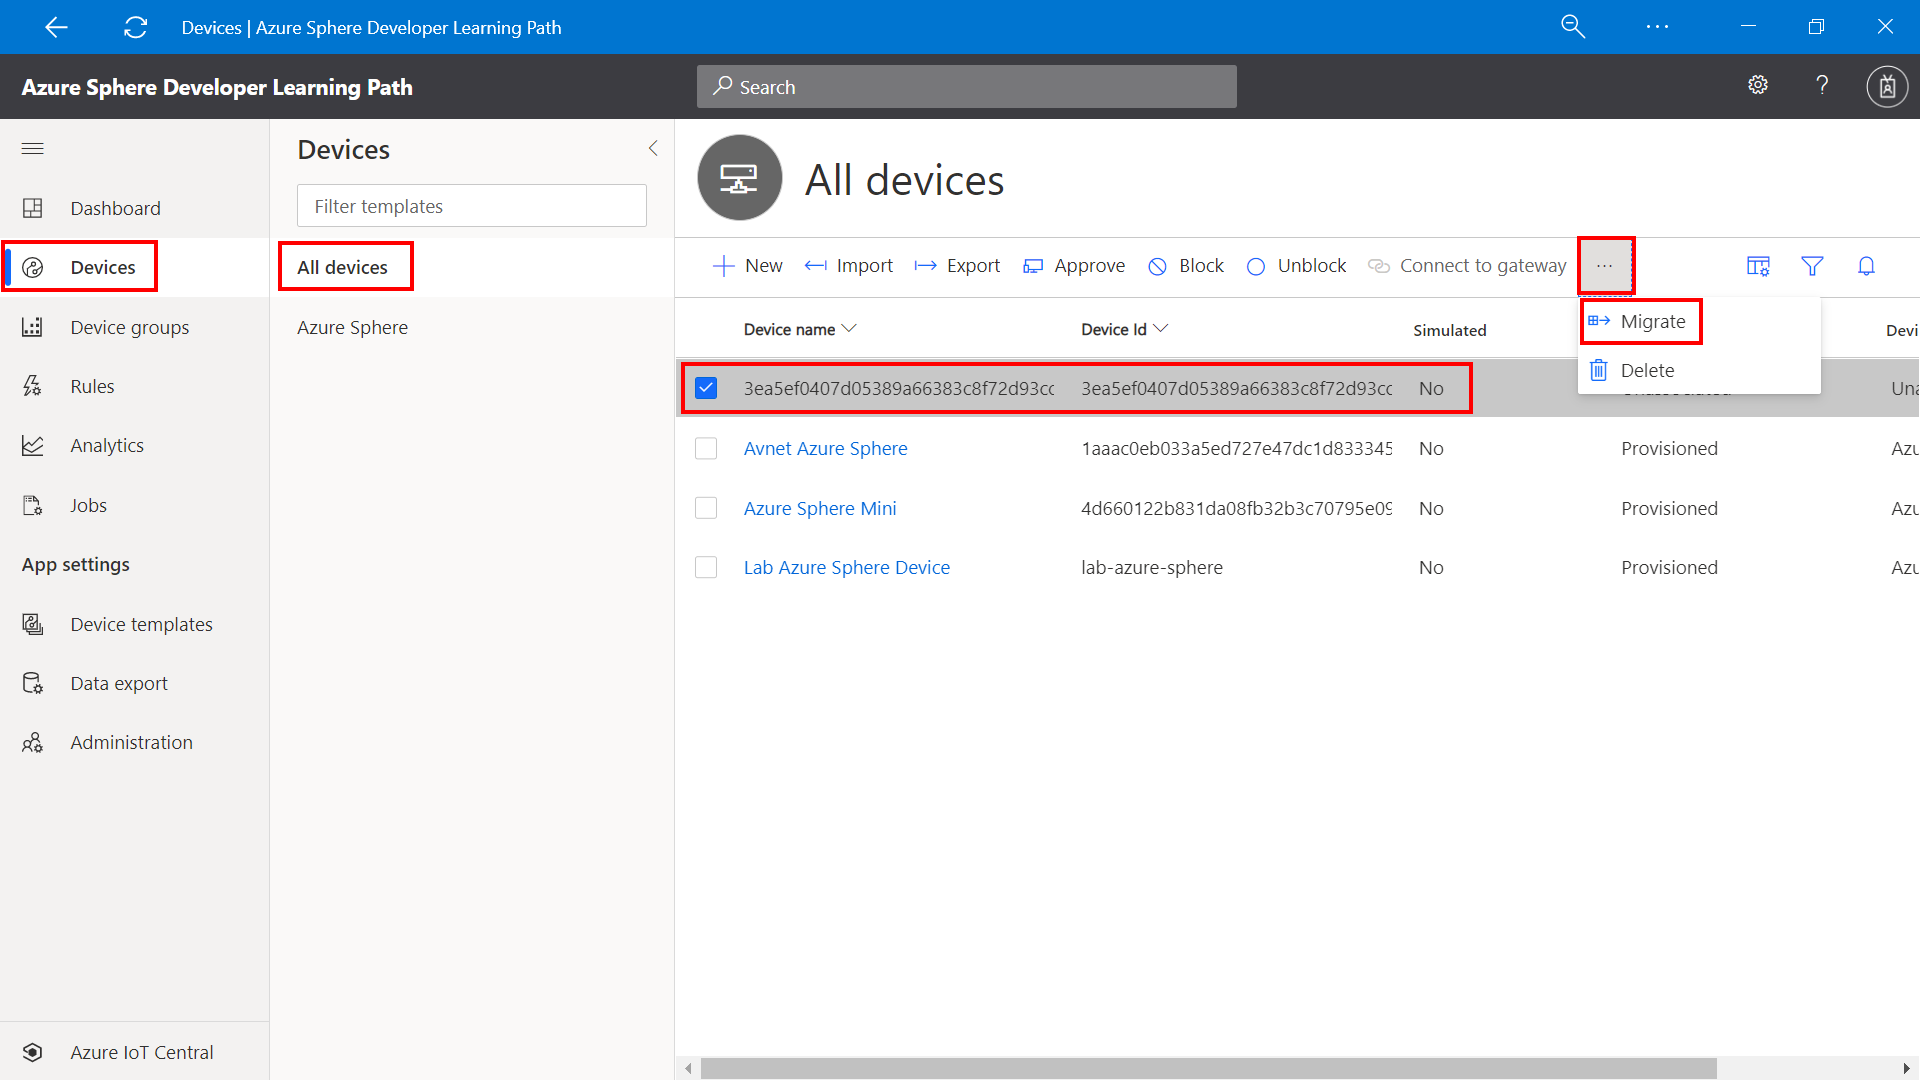 Devices | Azure Sphere Developer Learning Path
Azure Sphere Developer Learning Path
Search
?
Dashboard
Devices
Device groups
Rules
Analytics
Jobs
App settings
Device templates
Data export
Administration
Azure IoT Central
Devices
Filter templates
All devices
Azure Sphere
All devices
New Import Export Approve Block Unblock Connect to gateway ...
Migrate
Delete
Device name Device Id Simulated Devi
3ea5ef0407d05389a66383c8f72d93cc 3ea5ef0407d05389a66383c8f72d93cc No Una
Avnet Azure Sphere 1aaac0eb033a5ed727e47dc1d833345 No Provisioned Azu
Azure Sphere Mini 4d660122b831da08fb32b3c70795e09 No Provisioned Azu
Lab Azure Sphere Device lab-azure-sphere No Provisioned Azu